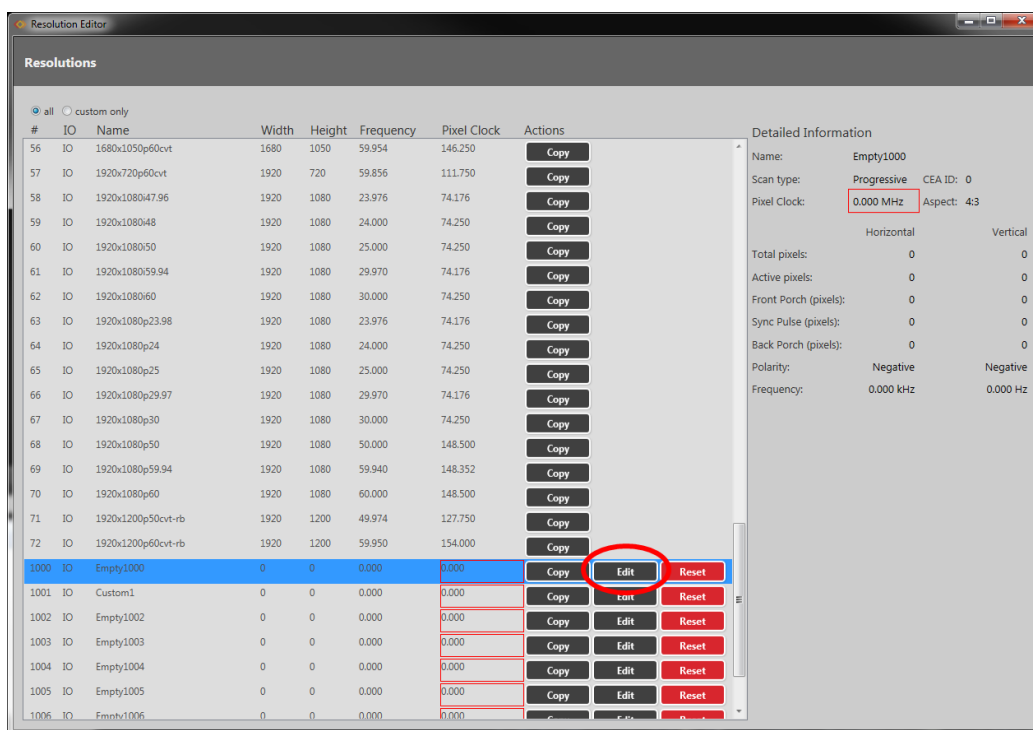 Resolution Editor
Resolutions
all custom only
# IO Name Width Height Frequency Pixel Clock Actions
56 IO 1680x1050p60cvt 1680 1050 59.954 146.250 Copy
57 IO 1920x720p60cvt 1920 720 59.856 111.750 Copy
58 IO 1920x1080i47.96 1920 1080 23.976 74.176 Copy
59 IO 1920x1080i48 1920 1080 24.000 74.250 Copy
60 IO 1920x1080i50 1920 1080 25.000 74.250 Copy
61 IO 1920x1080i59.94 1920 1080 29.970 74.176 Copy
62 IO 1920x1080i60 1920 1080 30.000 74.250 Copy
63 IO 1920x1080p23.98 1920 1080 23.976 74.176 Copy
64 IO 1920x1080p24 1920 1080 24.000 74.250 Copy
65 IO 1920x1080p25 1920 1080 25.000 74.250 Copy
66 IO 1920x1080p29.97 1920 1080 29.970 74.176 Copy
67 IO 1920x1080p30 1920 1080 30.000 74.250 Copy
68 IO 1920x1080p50 1920 1080 50.000 148.500 Copy
69 IO 1920x1080p59.94 1920 1080 59.940 148.352 Copy
70 IO 1920x1080p60 1920 1080 60.000 148.500 Copy
71 IO 1920x1200p50cvt-rb 1920 1200 49.974 127.750 Copy
72 IO 1920x1200p60cvt-rb 1920 1200 59.950 154.000 Copy
1000 IO Empty1000 0 0 0.000 0.000 Copy Edit Reset
1001 IO Custom1 0 0 0.000 0.000 Copy Edit Reset
1002 IO Empty1002 0 0 0.000 0.000 Copy Edit Reset
1003 IO Empty1003 0 0 0.000 0.000 Copy Edit Reset
1004 IO Empty1004 0 0 0.000 0.000 Copy Edit Reset
1005 IO Empty1005 0 0 0.000 0.000 Copy Edit Reset
1006 IO Empty1006 0 0 0.000 0.000 Copy Edit Reset
Detailed Information
Name: Empty1000
Scan type: Progressive CEA ID: 0
Pixel Clock: 0.000 MHz Aspect: 4:3
Horizontal Vertical
Total pixels: 0 0
Active pixels: 0 0
Front Porch (pixels): 0 0
Sync Pulse (pixels): 0 0
Back Porch (pixels): 0 0
Polarity: Negative Negative
Frequency: 0.000 kHz 0.000 Hz